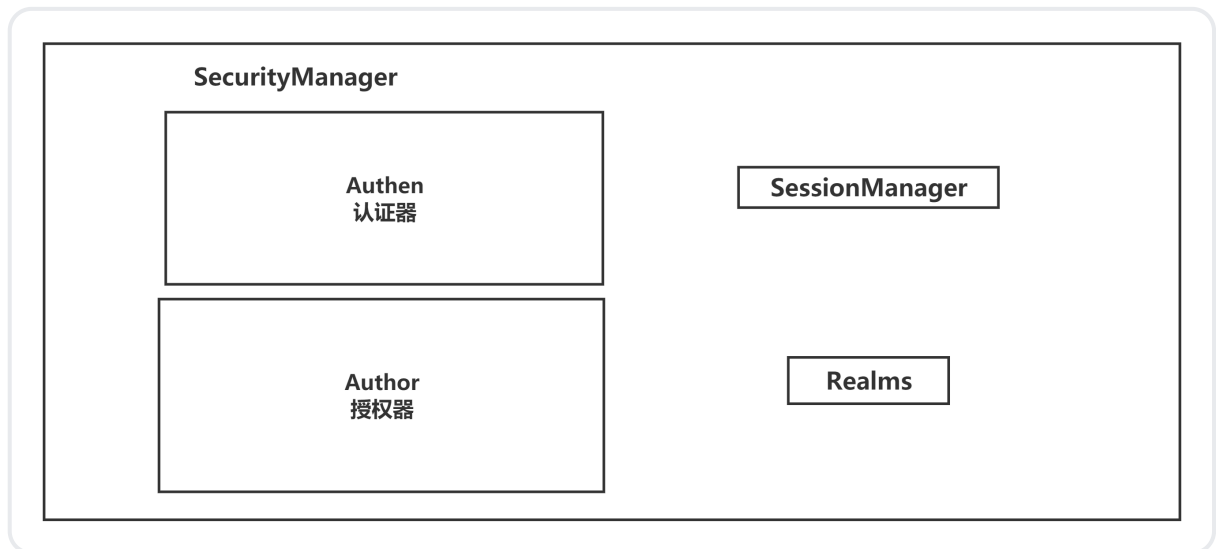 SecurityManager
Authen
认证器
SessionManager
Author
授权器
Realms